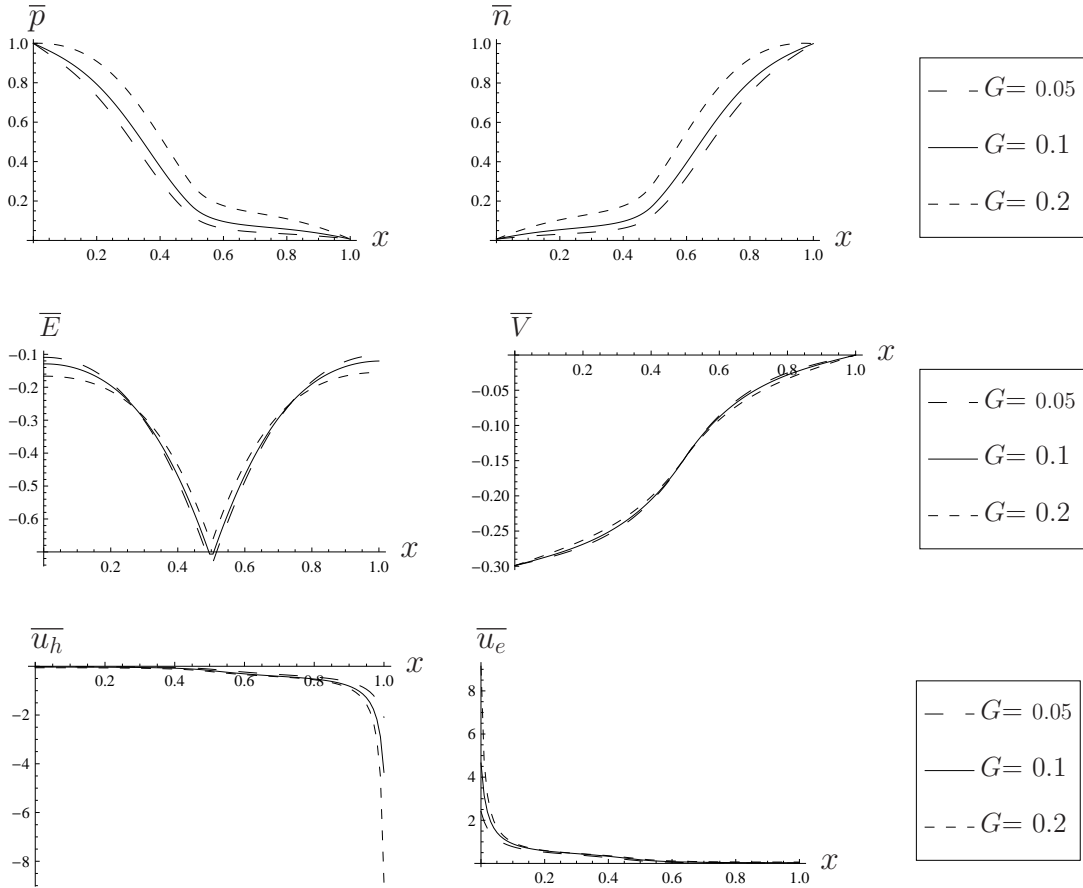 p̅ n̅
1.0 1.0
0.8 0.8
0.6 0.6
0.4 0.4
0.2 0.2
0.2 0.4 0.6 0.8 1.0 x 0.2 0.4 0.6 0.8 1.0 x
G= 0.05
G= 0.1
G= 0.2
E̅ V̅
-0.1
-0.2
-0.3
-0.4
-0.5
-0.6
0.2 0.4 0.6 0.8 1.0 x
0.2 0.4 0.6 0.8 1.0 x
-0.05
-0.10
-0.15
-0.20
-0.25
-0.30
G= 0.05
G= 0.1
G= 0.2
u̅_h u̅_e
0.2 0.4 0.6 0.8 1.0 x
-2
-4
-6
-8
8
6
4
2
0.2 0.4 0.6 0.8 1.0 x
G= 0.05
G= 0.1
G= 0.2